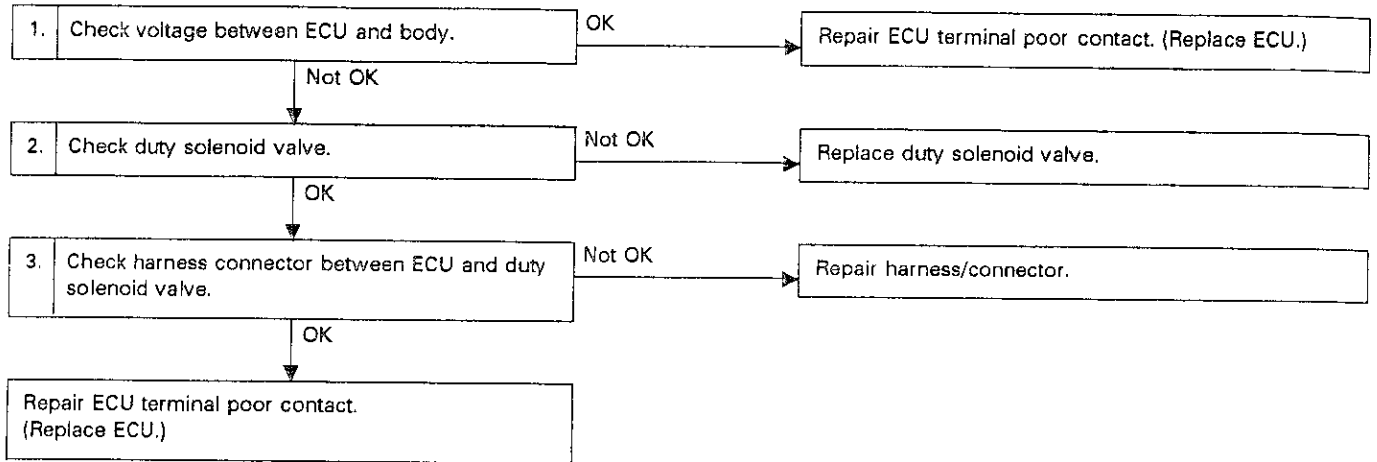 1. Check voltage between ECU and body.
OK
Repair ECU terminal poor contact. (Replace ECU.)
Not OK
2. Check duty solenoid valve.
Not OK
Replace duty solenoid valve.
OK
3. Check harness connector between ECU and duty
solenoid valve.
Not OK
Repair harness/connector.
OK
Repair ECU terminal poor contact.
(Replace ECU.)